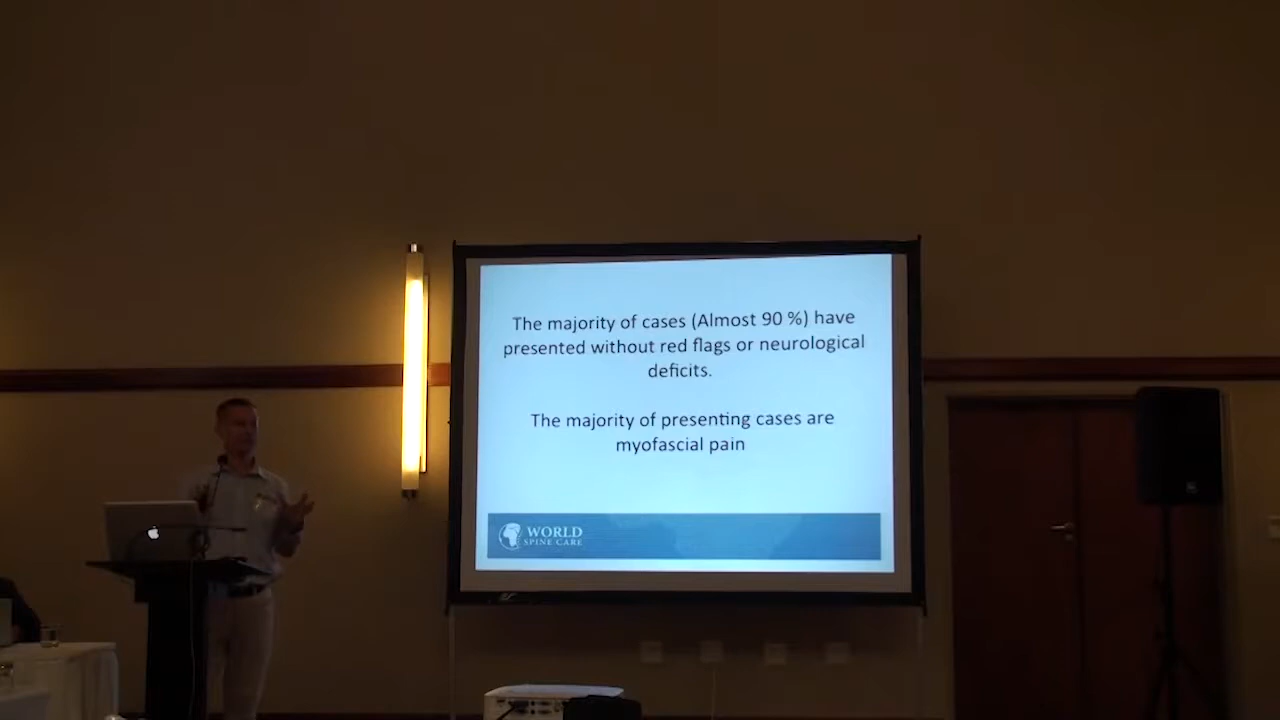 The majority of cases (Almost 90 %) have
presented without red flags or neurological
deficits.
The majority of presenting cases are
myofascial pain
WORLD
SPINE CARE